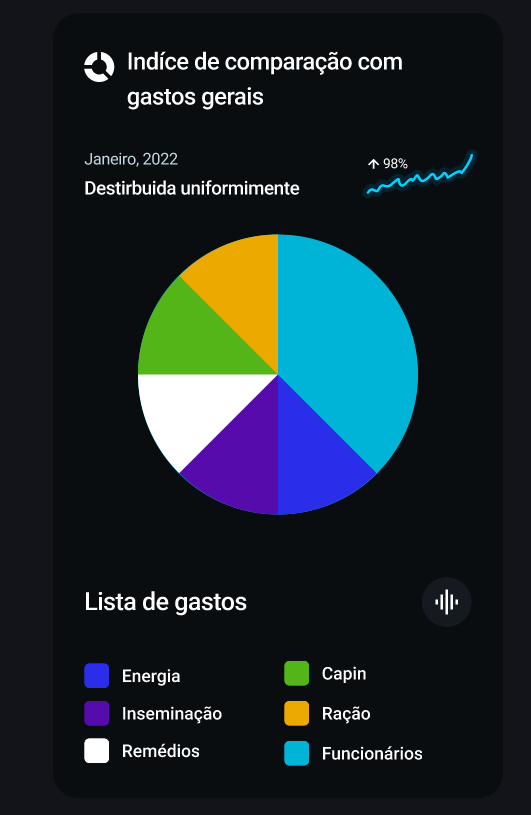 Indíce de comparação com
gastos gerais
Janeiro, 2022
Destirbuida uniformimente
98%
Lista de gastos
Energia
Capin
Inseminação
Ração
Remédios
Funcionários